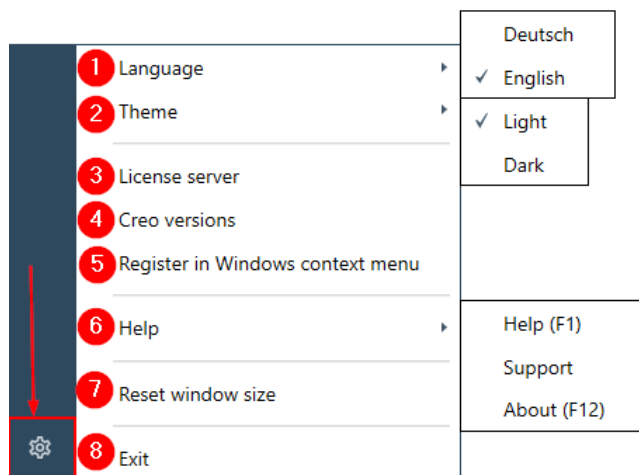 Deutsch
1 Language
✓ English
2 Theme
✓ Light
Dark
3 License server
4 Creo versions
5 Register in Windows context menu
6 Help
Help (F1)
Support
7 Reset window size
About (F12)
8 Exit